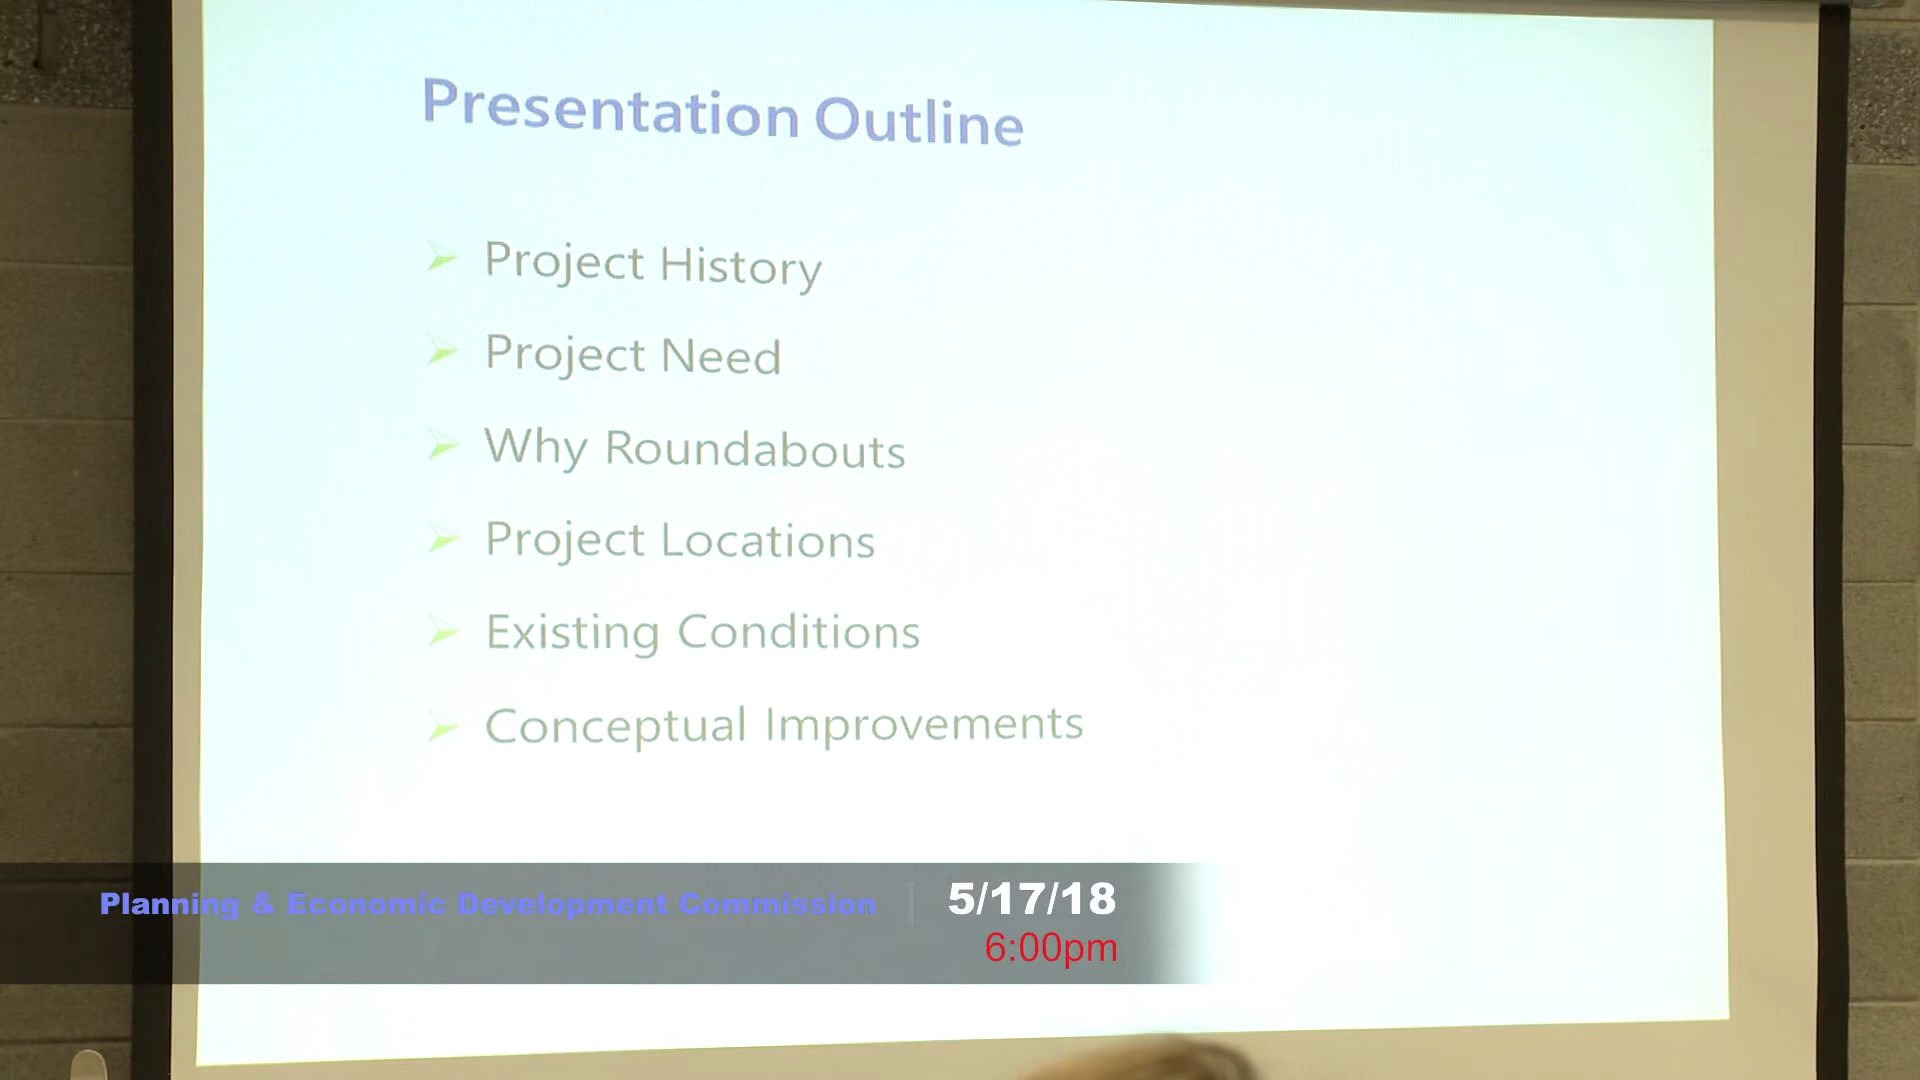 Presentation Outline
Project History
Project Need
Why Roundabouts
Project Locations
Existing Conditions
Conceptual Improvements
Planning & Economic Development Commission
5/17/18
6:00pm